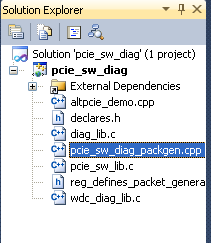 Solution Explorer
Solution 'pcie_sw_diag' (1 project)
pcie_sw_diag
External Dependencies
altpcie_demo.cpp
declares.h
diag_lib.c
pcie_sw_diag_packgen.cpp
pcie_sw_lib.c
reg_defines_packet_genera
wdc_diag_lib.c